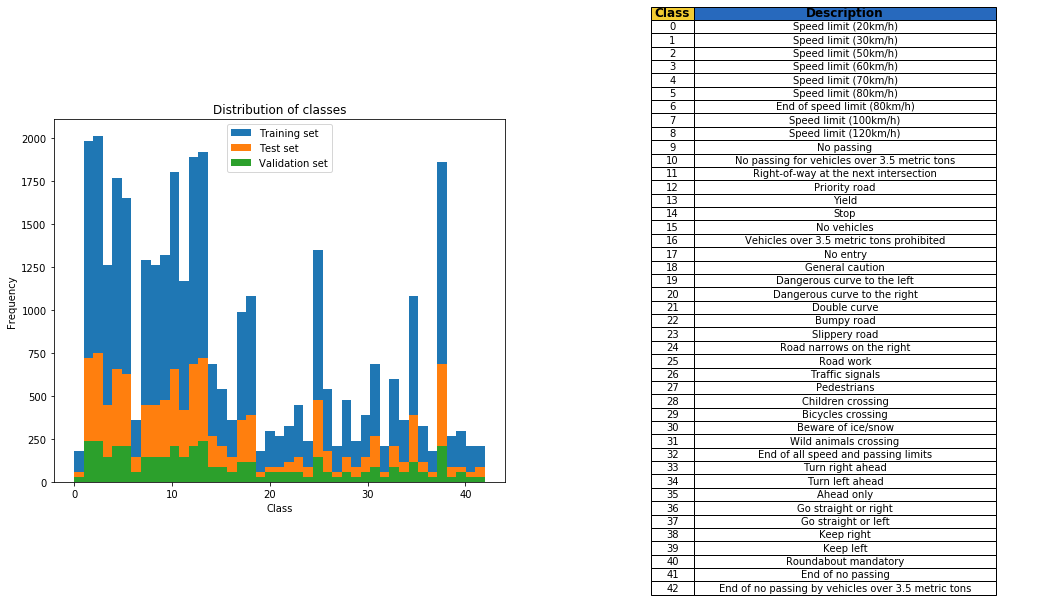 Distribution of classes
Training set
Test set
Validation set
Frequency
2000
1750
1500
1250
1000
750
500
250
0
0 10 20 30 40
Class
Class Description
0 Speed limit (20km/h)
1 Speed limit (30km/h)
2 Speed limit (50km/h)
3 Speed limit (60km/h)
4 Speed limit (70km/h)
5 Speed limit (80km/h)
6 End of speed limit (80km/h)
7 Speed limit (100km/h)
8 Speed limit (120km/h)
9 No passing
10 No passing for vehicles over 3.5 metric tons
11 Right-of-way at the next intersection
12 Priority road
13 Yield
14 Stop
15 No vehicles
16 Vehicles over 3.5 metric tons prohibited
17 No entry
18 General caution
19 Dangerous curve to the left
20 Dangerous curve to the right
21 Double curve
22 Bumpy road
23 Slippery road
24 Road narrows on the right
25 Road work
26 Traffic signals
27 Pedestrians
28 Children crossing
29 Bicycles crossing
30 Beware of ice/snow
31 Wild animals crossing
32 End of all speed and passing limits
33 Turn right ahead
34 Turn left ahead
35 Ahead only
36 Go straight or right
37 Go straight or left
38 Keep right
39 Keep left
40 Roundabout mandatory
41 End of no passing
42 End of no passing by vehicles over 3.5 metric tons